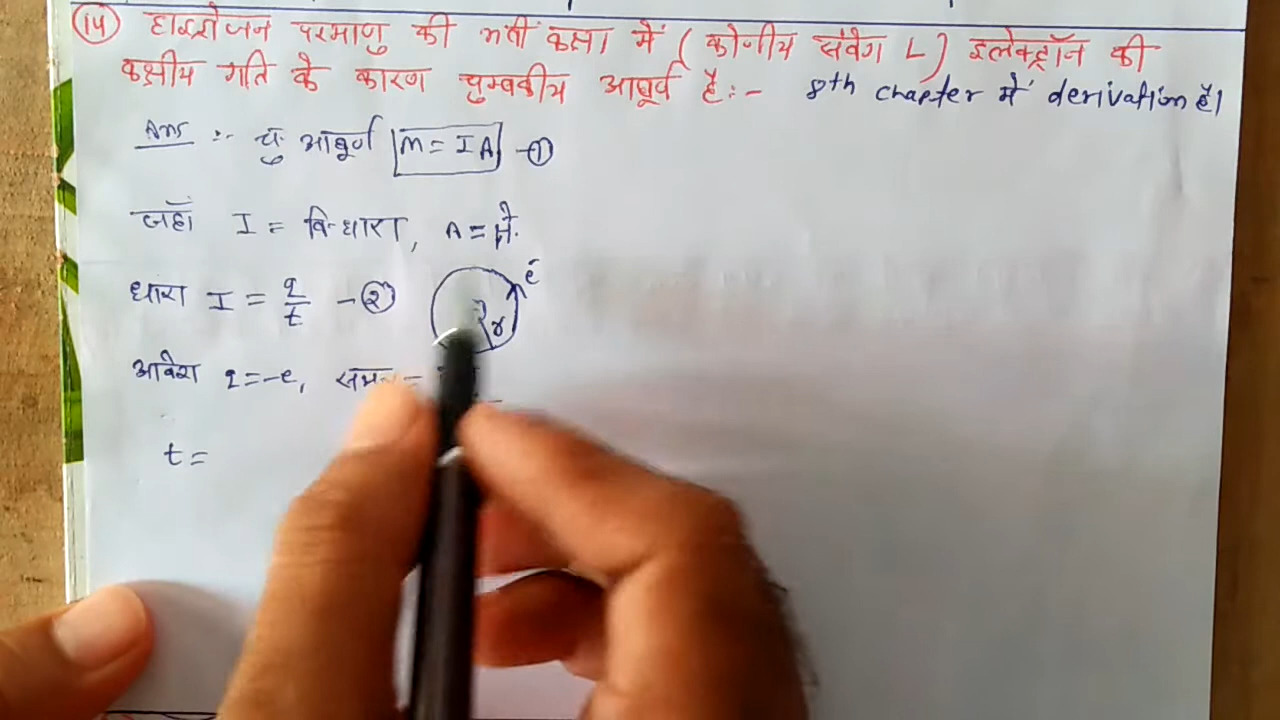 (14) हाइड्रोजन परमाणु की nवीं कक्षा में (कोणीय संवेग L) इलेक्ट्रॉन की
कक्षीय गति के कारण चुम्बकीय आघूर्ण है :- 8th chapter में derivation है।
Ans :- चु. आघूर्ण M = IA -①
जहाँ I = वि. धारा, A = क्षे.
धारा I = q/t -②
e⁻
r
आवेश q = -e, समय =
t =